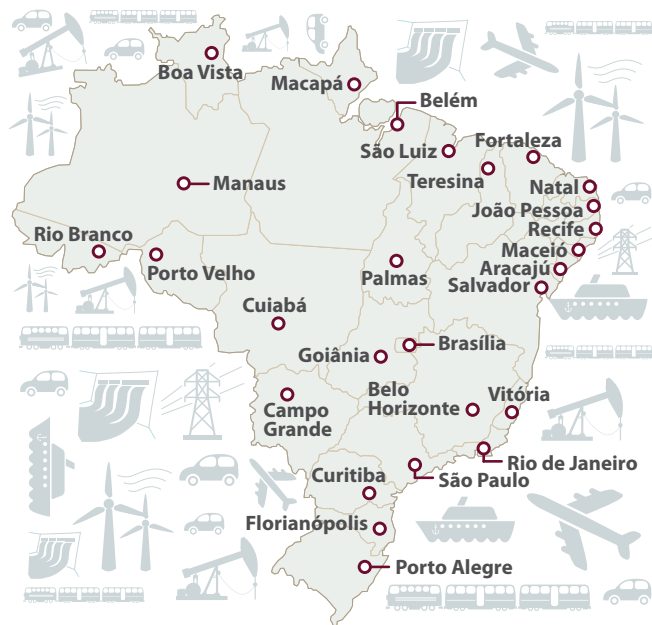 Boa Vista
Macapá
Belém
São Luiz
Fortaleza
Teresina
Manaus
Natal
João Pessoa
Recife
Rio Branco
Maceió
Porto Velho
Palmas
Aracajú
Salvador
Cuiabá
Goiânia
Brasília
Campo
Grande
Belo
Horizonte
Vitória
Rio de Janeiro
São Paulo
Curitiba
Florianópolis
Porto Alegre